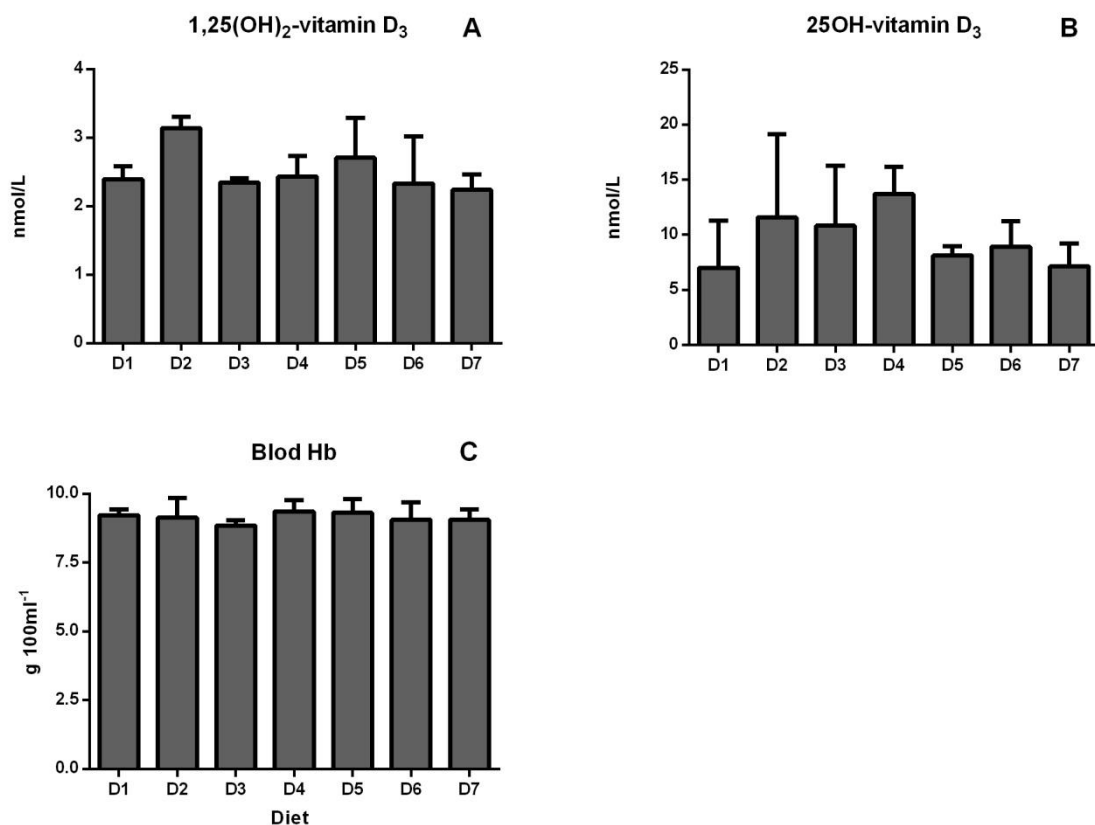 1,25(OH)₂-vitamin D₃ A
nmol/L
4
3
2
1
0
D1 D2 D3 D4 D5 D6 D7
25OH-vitamin D₃ B
nmol/L
25
20
15
10
5
0
D1 D2 D3 D4 D5 D6 D7
Blod Hb C
g 100ml⁻¹
10.0
7.5
5.0
2.5
0.0
D1 D2 D3 D4 D5 D6 D7
Diet